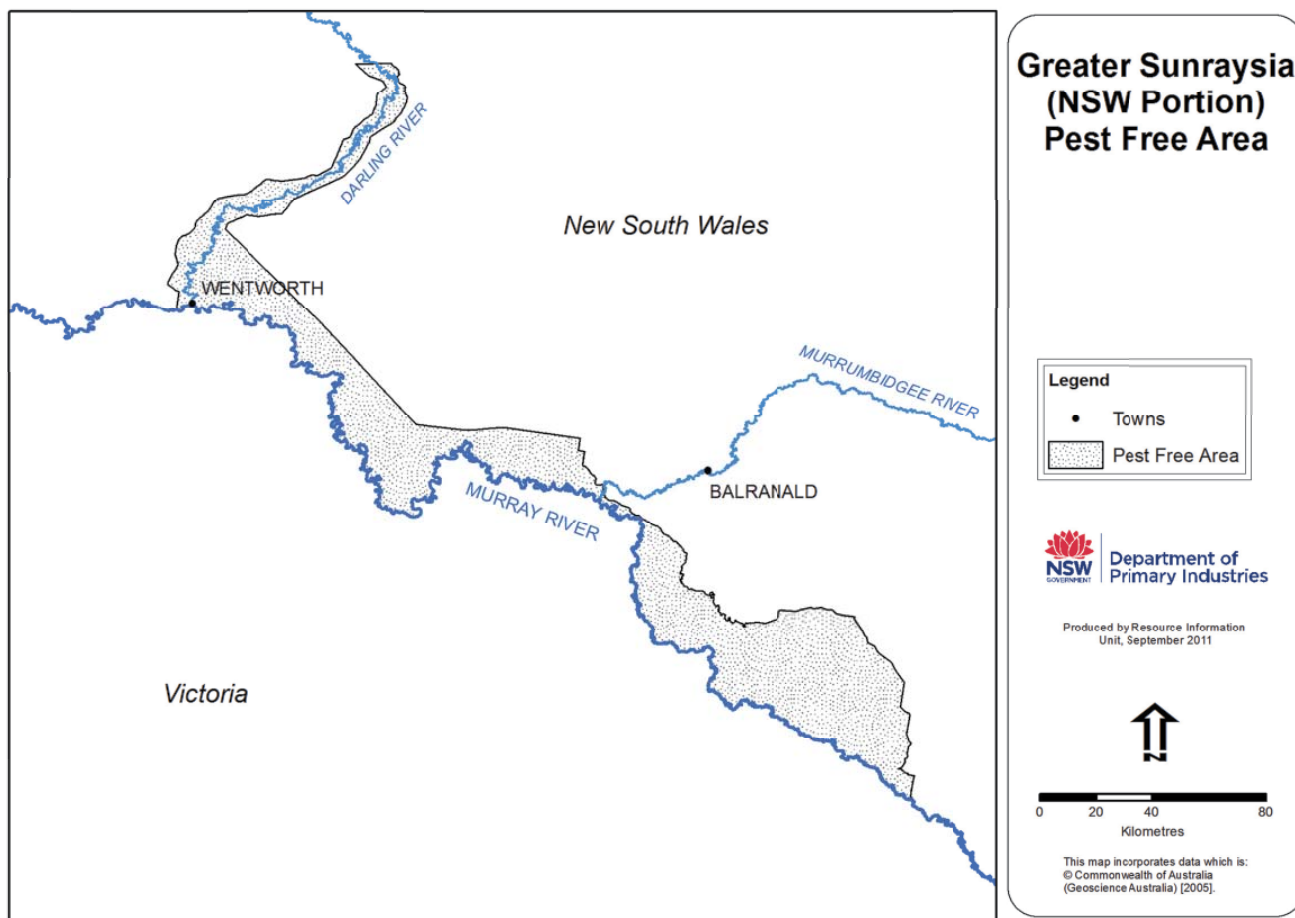 DARLING RIVER
New South Wales
WENTWORTH
MURRUMBIDGEE RIVER
BALRANALD
MURRAY RIVER
Victoria
Greater Sunraysia
(NSW Portion)
Pest Free Area
Legend
Towns
Pest Free Area
NSW
GOVERNMENT
Department of
Primary Industries
Produced by Resource Information
Unit, September 2011
N
0 20 40 80
Kilometres
This map incorporates data which is:
© Commonwealth of Australia
(Geoscience Australia) [2005].